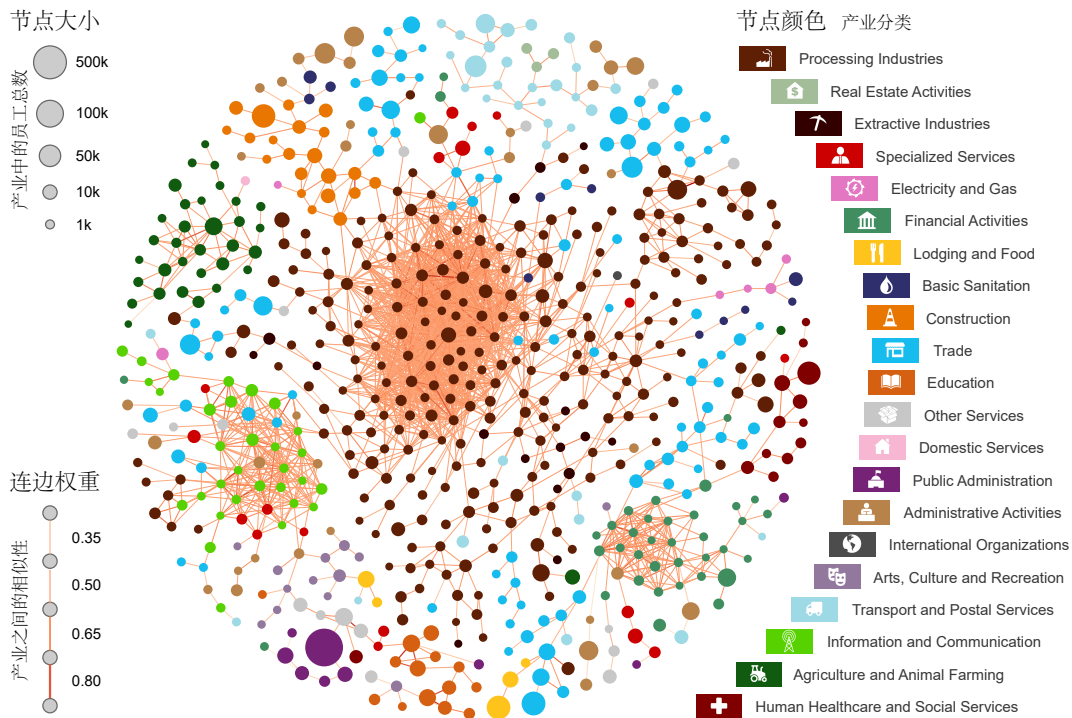 节点大小
500k
100k
50k
10k
1k
产业中的员工总数
连边权重
0.35
0.50
0.65
0.80
产业之间的相似性
节点颜色 产业分类
Processing Industries
Real Estate Activities
Extractive Industries
Specialized Services
Electricity and Gas
Financial Activities
Lodging and Food
Basic Sanitation
Construction
Trade
Education
Other Services
Domestic Services
Public Administration
Administrative Activities
International Organizations
Arts, Culture and Recreation
Transport and Postal Services
Information and Communication
Agriculture and Animal Farming
Human Healthcare and Social Services